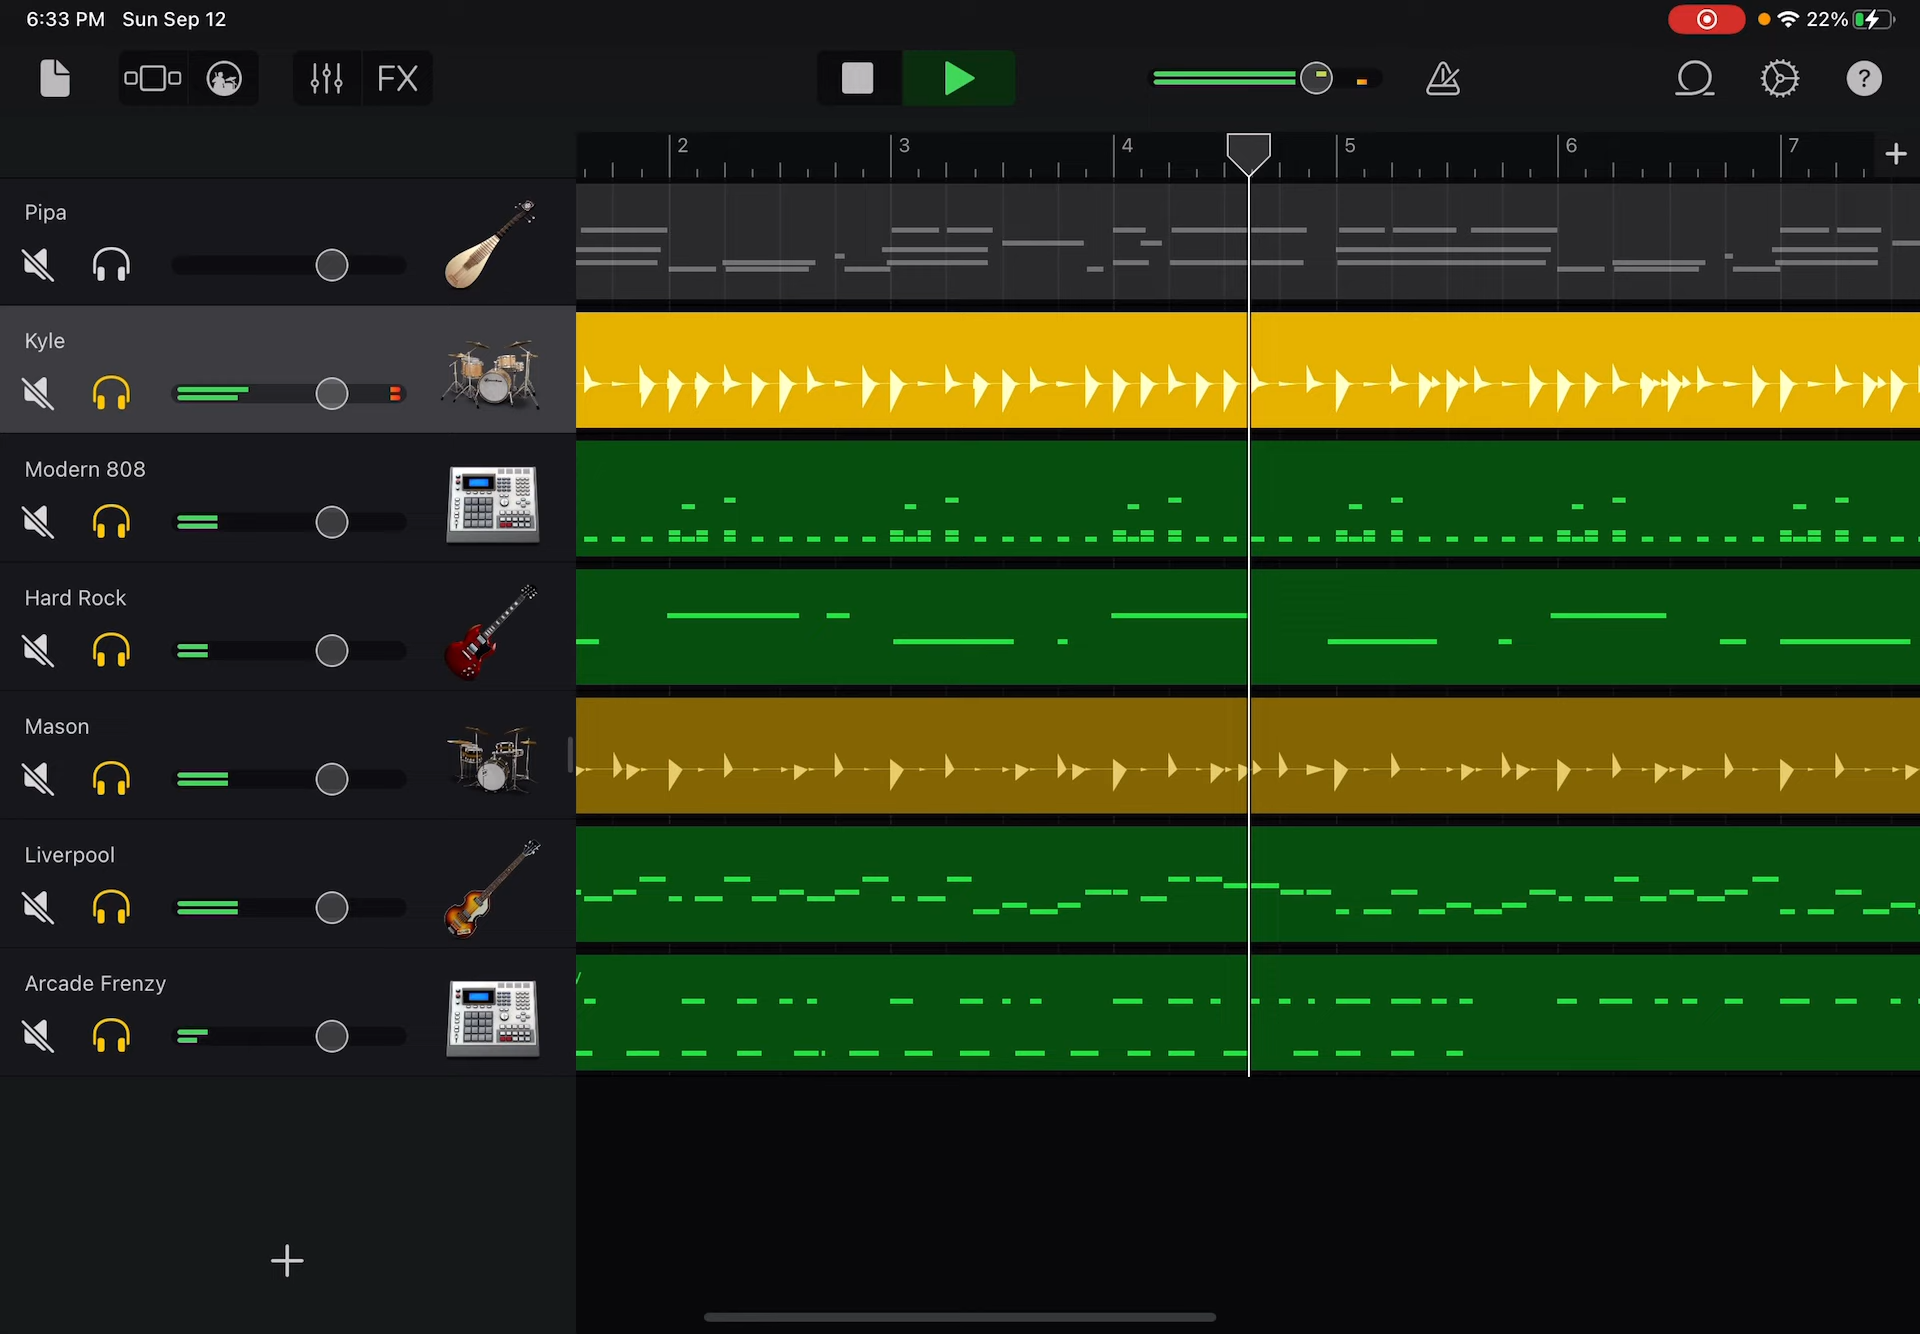 6:33 PM Sun Sep 12
22%
FX
?
2 3 4 5 6 7
Pipa
Kyle
Modern 808
Hard Rock
Mason
Liverpool
Arcade Frenzy